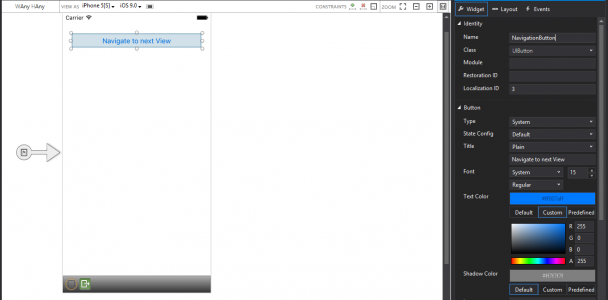 wAny hAny VIEW AS iPhone 5[S] iOS 9.0 CONSTRAINTS ZOOM
Carrier
Navigate to next View
Widget Layout Events
Identity
Name NavigationButton
Class UIButton
Module
Restoration ID
Localization ID 3
Button
Type System
State Config Default
Title Plain
Navigate to next View
Font System 15
Regular
Text Color
Default Custom Predefined
R 255
G 0
B 0
A 255
Shadow Color
Default Custom Predefined